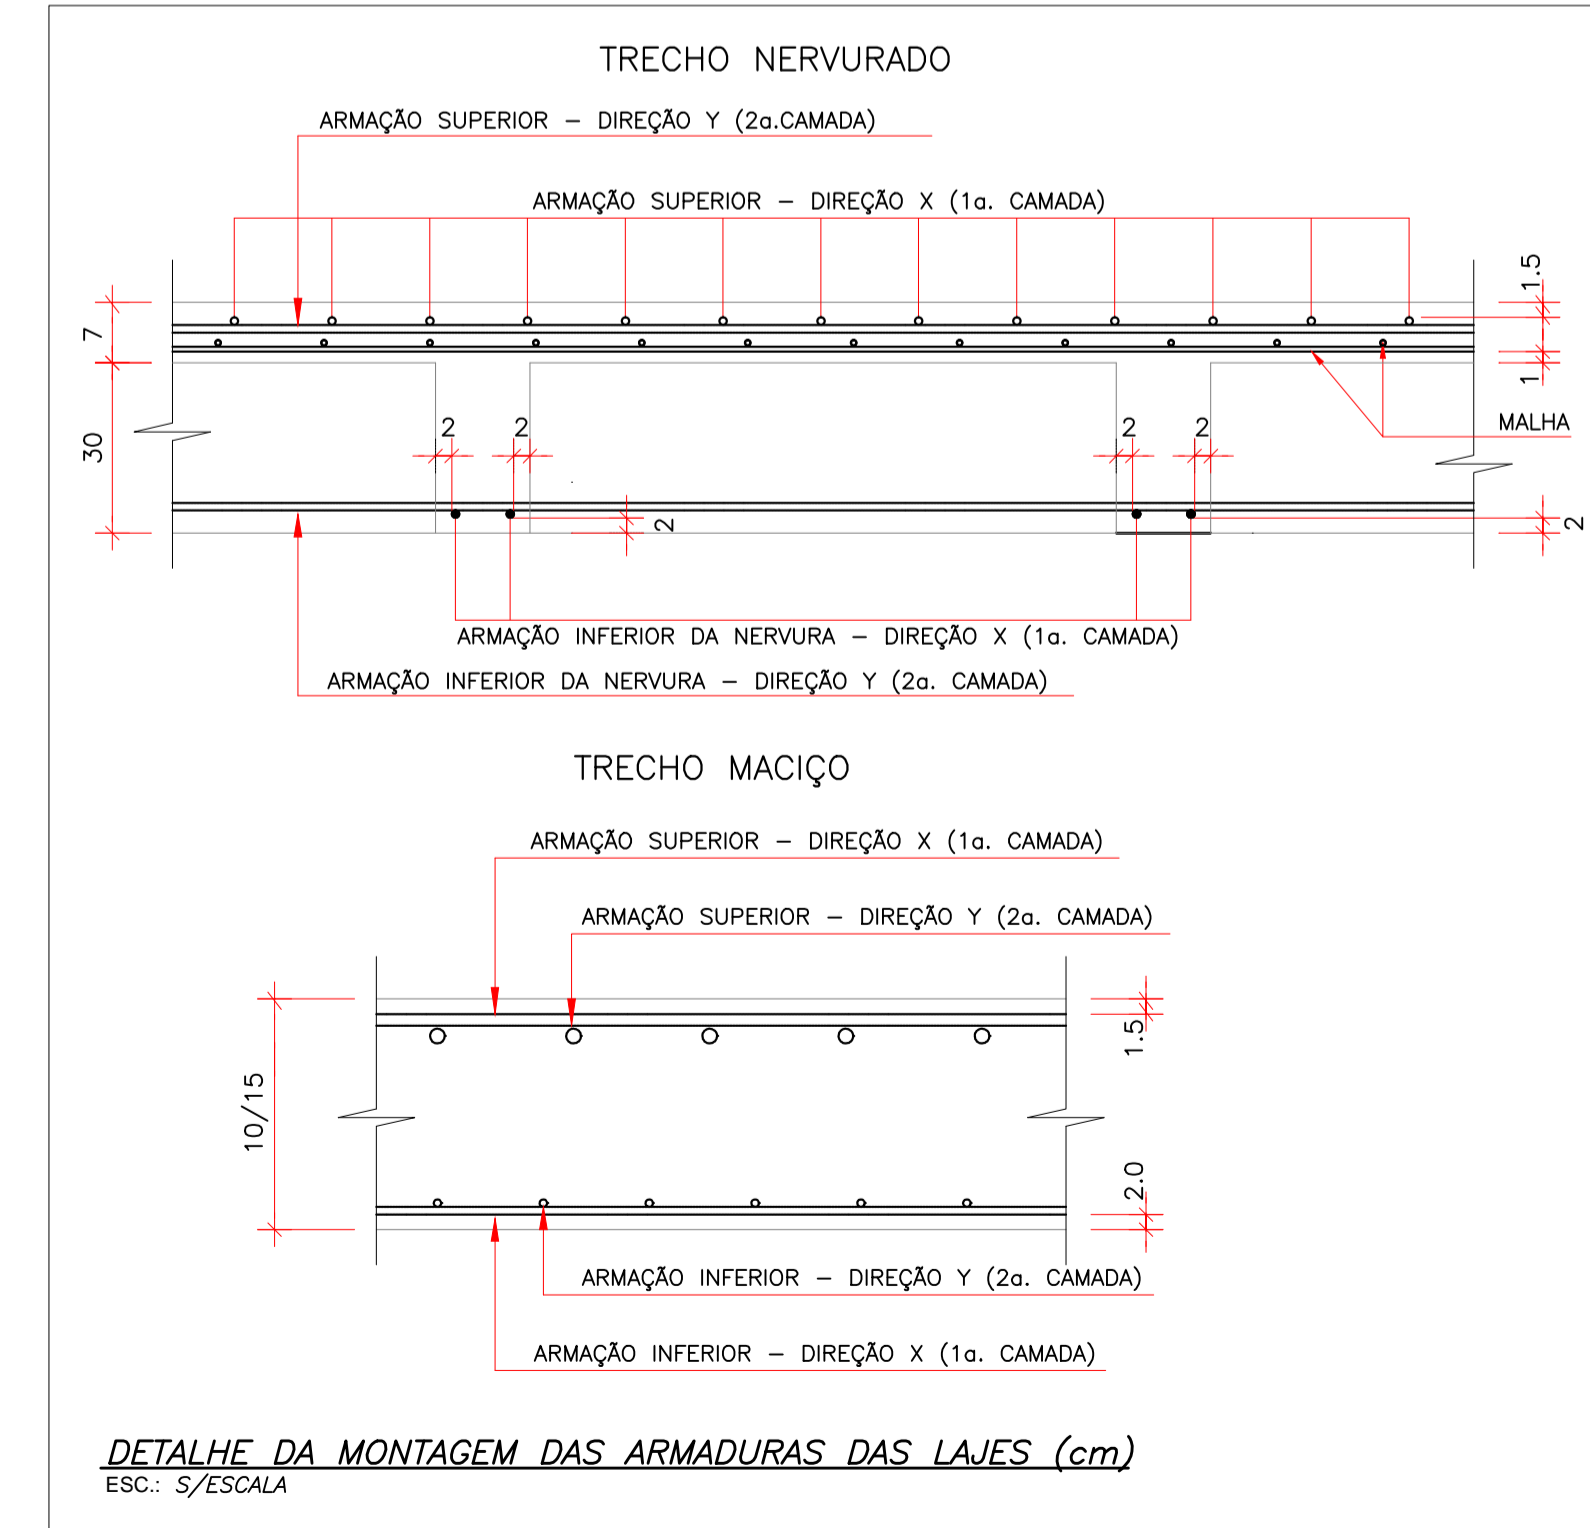 TRECHO NERVURADO
ARMAÇÃO SUPERIOR – DIREÇÃO Y (2a.CAMADA)
ARMAÇÃO SUPERIOR – DIREÇÃO X (1a. CAMADA)
1.5
7
1
MALHA
30
2
2
2
2
2
2
ARMAÇÃO INFERIOR DA NERVURA – DIREÇÃO X (1a. CAMADA)
ARMAÇÃO INFERIOR DA NERVURA – DIREÇÃO Y (2a. CAMADA)
TRECHO MACIÇO
ARMAÇÃO SUPERIOR – DIREÇÃO X (1a. CAMADA)
ARMAÇÃO SUPERIOR – DIREÇÃO Y (2a. CAMADA)
1.5
10/15
2.0
ARMAÇÃO INFERIOR – DIREÇÃO Y (2a. CAMADA)
ARMAÇÃO INFERIOR – DIREÇÃO X (1a. CAMADA)
DETALHE DA MONTAGEM DAS ARMADURAS DAS LAJES (cm)
ESC.: S/ESCALA